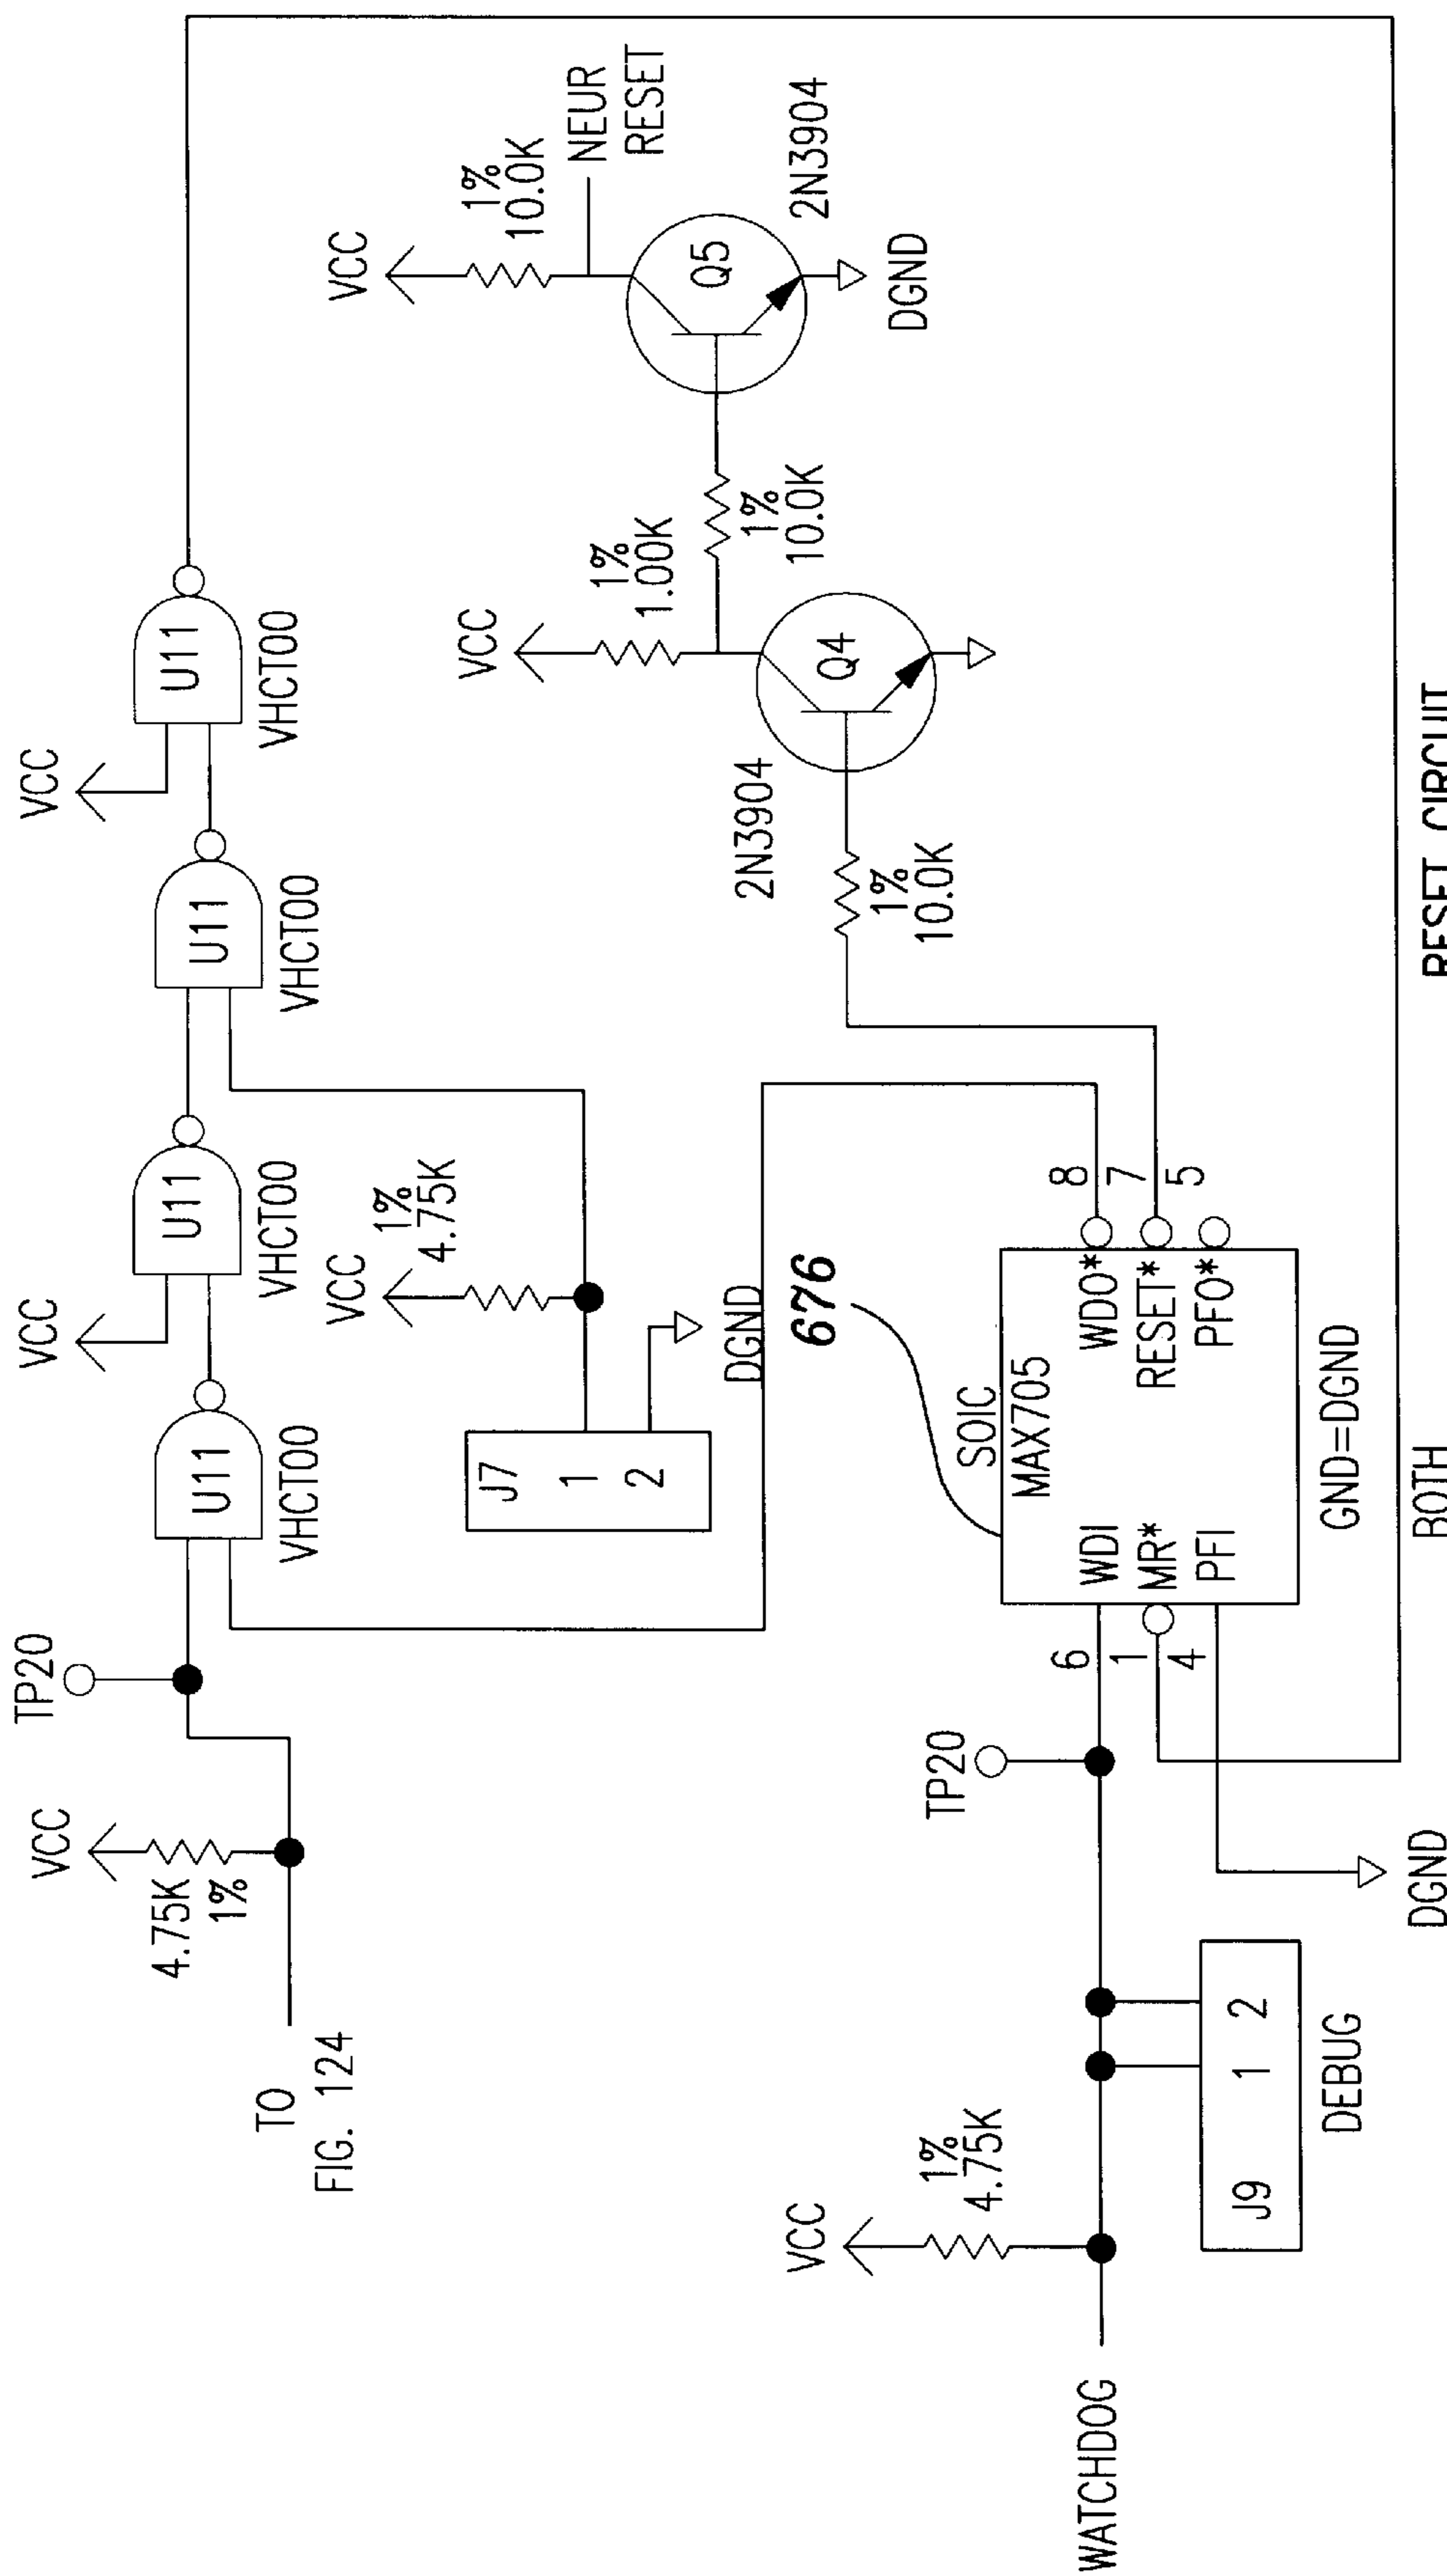 TO
FIG. 124
VCC
4.75K
1%
TP20
U11
VHCT00
VCC
U11
VHCT00
U11
VHCT00
VCC
U11
VHCT00
J7
1
2
VCC
1%
4.75K
DGND
VCC
1%
1.00K
1%
10.0K
VCC
1%
10.0K
NEUR
RESET
Q5
2N3904
DGND
2N3904
Q4
1%
10.0K
676
SOIC
MAX705
WDI
MR*
PFI
WDO*
RESET*
PFO*
6
1
4
8
7
5
GND=DGND
BOTH
TP20
WATCHDOG
VCC
1%
4.75K
J9
1
2
DEBUG
DGND
RESET CIRCUIT